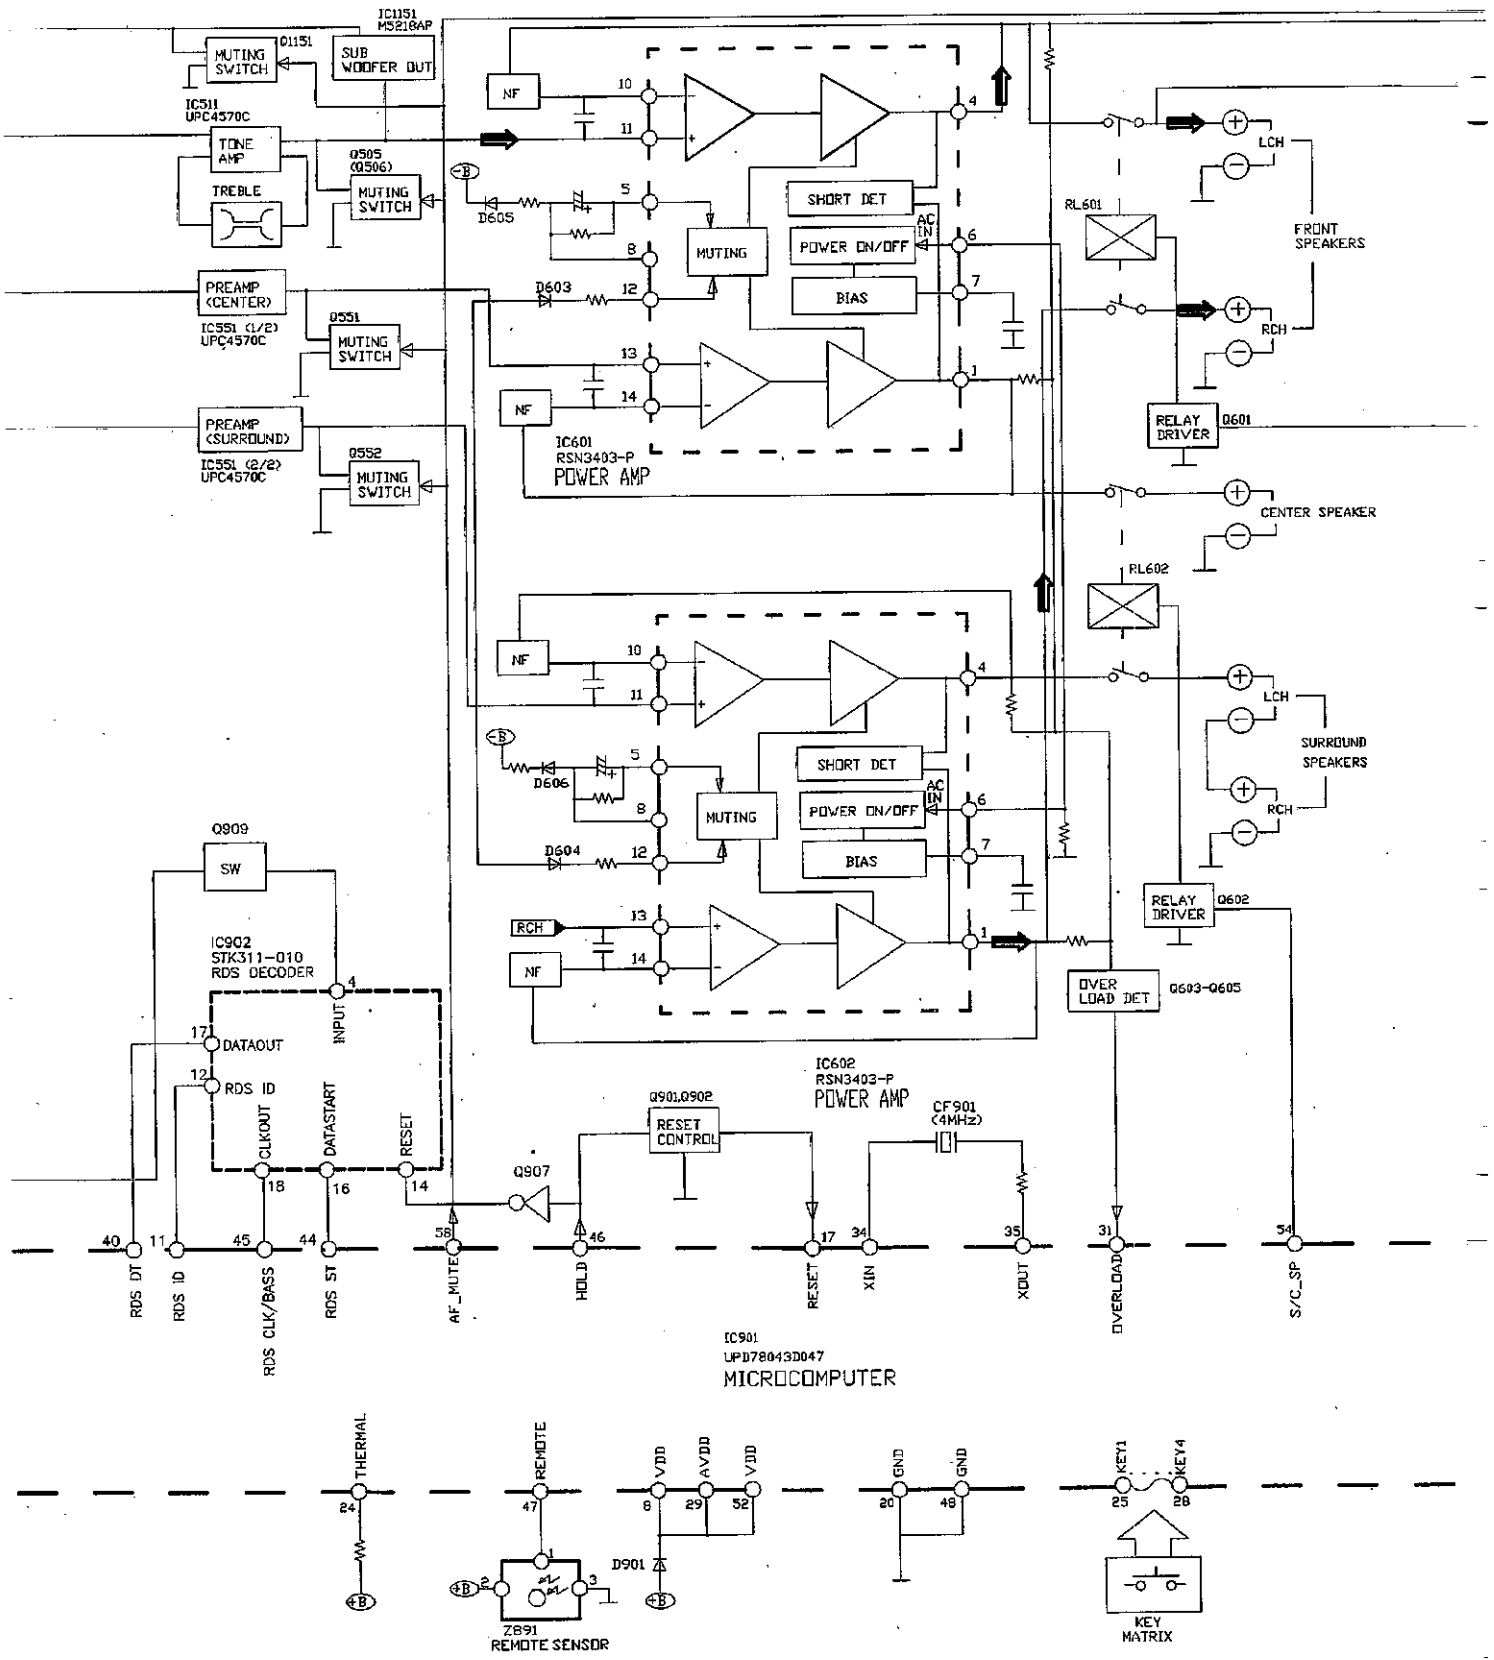 IC1151
M5218AP
Q1151
MUTING
SWITCH
SUB
WOOFER OUT
IC511
UPC4570C
TONE
AMP
TREBLE
Q505
(Q506)
MUTING
SWITCH
PREAMP
(CENTER)
IC551 (1/2)
UPC4570C
Q551
MUTING
SWITCH
PREAMP
(SURROUND)
IC551 (2/2)
UPC4570C
Q552
MUTING
SWITCH
NF
10
11
-
+
4
-B
D605
5
8
D603
12
MUTING
SHORT DET
POWER ON/OFF
AC
IN
6
BIAS
7
13
14
+
-
1
NF
IC601
RSN3403-P
POWER AMP
RL601
+
LCH
-
FRONT
SPEAKERS
+
RCH
-
RELAY
DRIVER
Q601
+
CENTER SPEAKER
-
RL602
NF
10
11
-
+
4
-B
D606
5
8
D604
12
MUTING
SHORT DET
POWER ON/OFF
AC
IN
6
BIAS
7
RCH
13
14
+
-
1
NF
IC602
RSN3403-P
POWER AMP
+
LCH
-
SURROUND
SPEAKERS
+
RCH
-
RELAY
DRIVER
Q602
OVER
LOAD DET
Q603-Q605
Q909
SW
IC902
STK311-010
RDS DECODER
4
INPUT
17
DATAOUT
12
RDS ID
CLKOUT
DATASTART
RESET
18
16
14
Q907
Q901,Q902
RESET
CONTROL
CF901
(4MHz)
40
11
45
44
58
46
17
34
35
31
54
RDS DT
RDS ID
RDS CLK/BASS
RDS ST
AF_MUTE
HOLD
RESET
XIN
XOUT
OVERLOAD
S/C_SP
IC901
UPD78043D047
MICROCOMPUTER
THERMAL
REMOTE
VDD
AVDD
VDD
GND
GND
KEY1
KEY4
24
47
8
29
52
20
48
25
28
+B
1
+B
2
3
Z891
REMOTE SENSOR
D901
+B
KEY
MATRIX